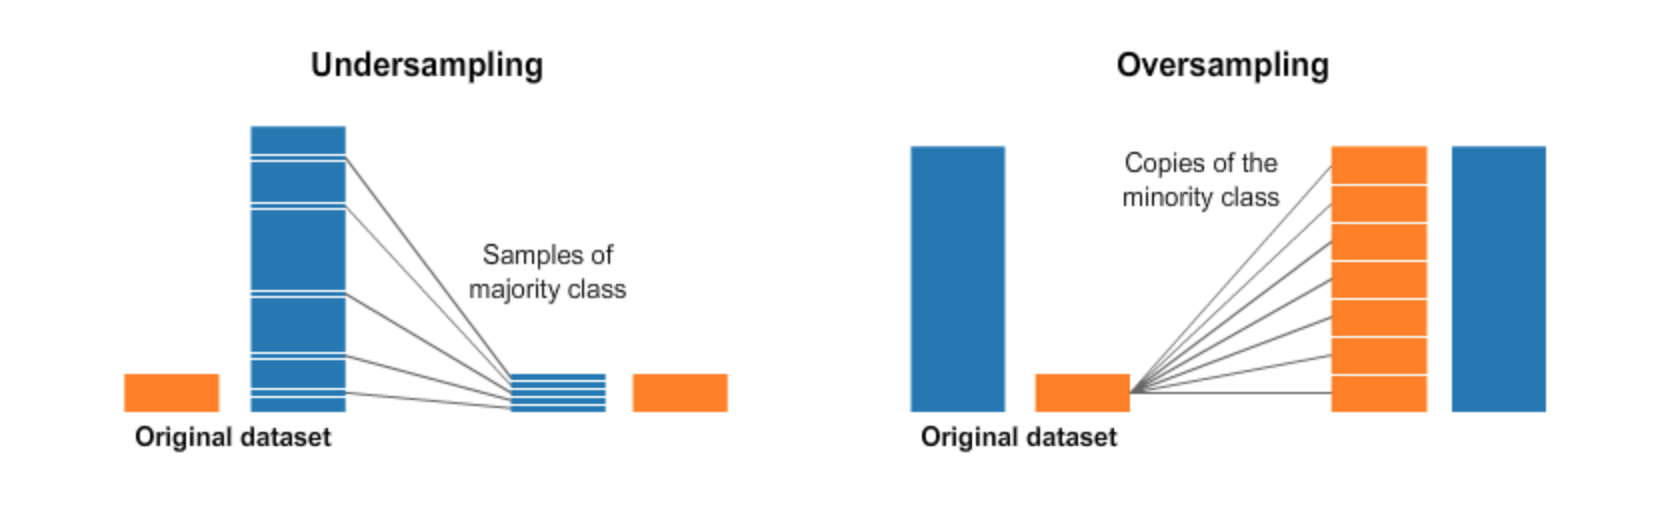 Undersampling
Samples of
majority class
Original dataset
Oversampling
Copies of the
minority class
Original dataset